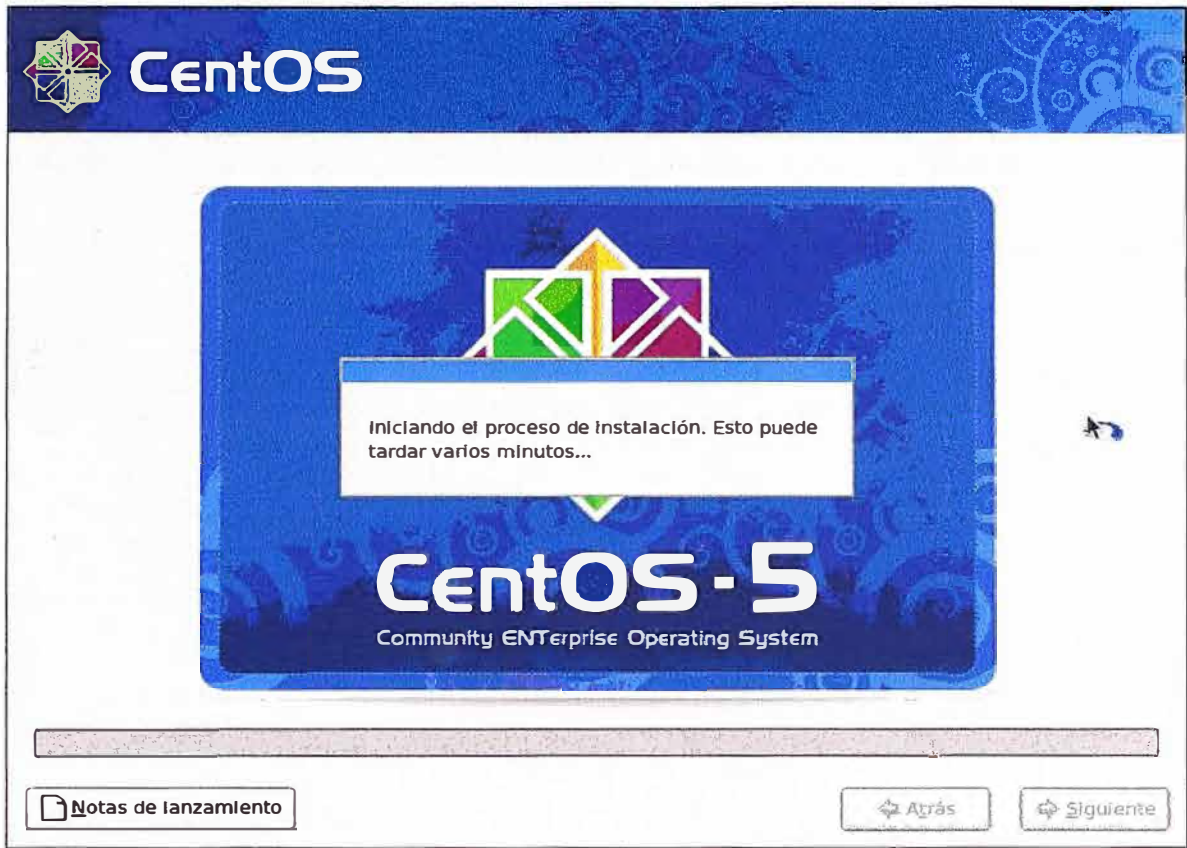 CentOS
Iniciando el proceso de instalación. Esto puede
tardar varios minutos...
CentOS-5
Community ENTerprise Operating System
Notas de lanzamiento
Atrás
Siguiente